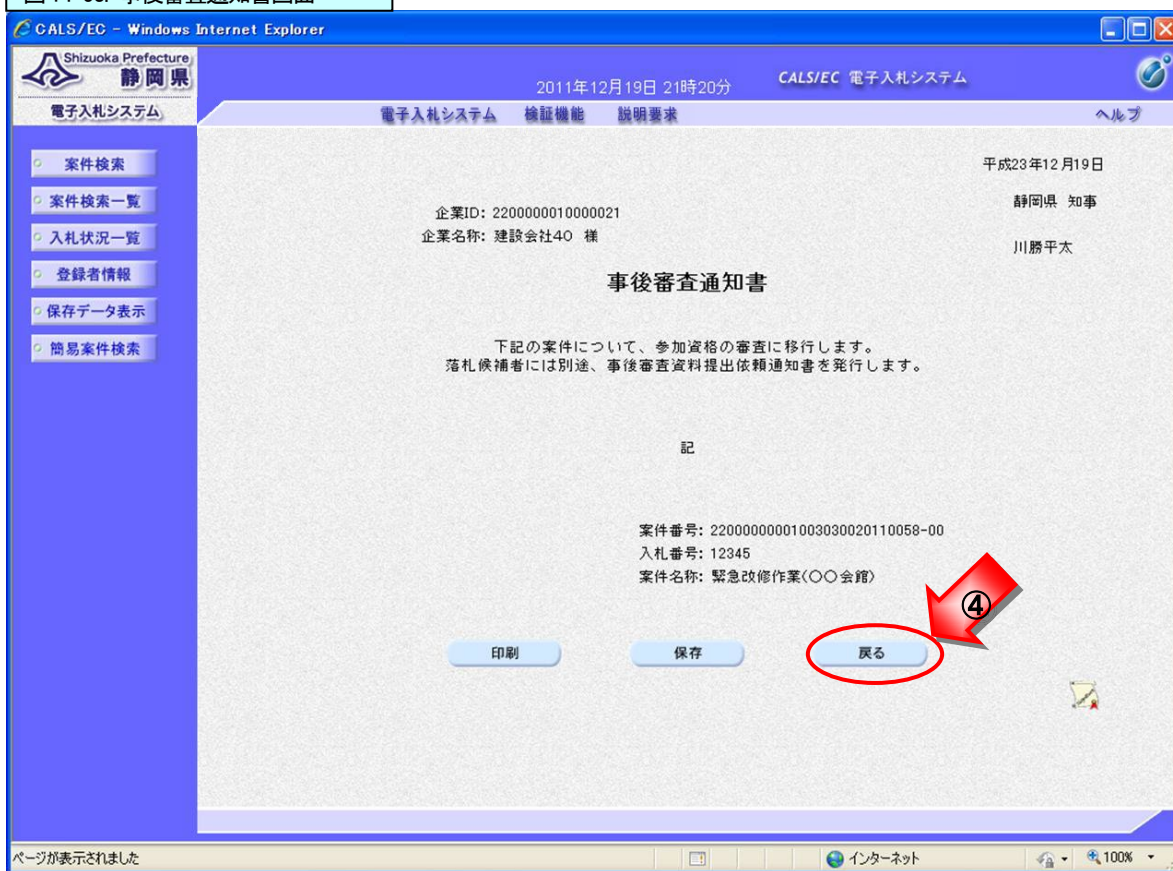 CALS/EC - Windows Internet Explorer
Shizuoka Prefecture
静岡県
2011年12月19日 21時20分
CALS/EC 電子入札システム
電子入札システム
電子入札システム 検証機能 説明要求
ヘルプ
案件検索
案件検索一覧
入札状況一覧
登録者情報
保存データ表示
簡易案件検索
平成23年12月19日
静岡県 知事
企業ID: 2200000010000021
企業名称: 建設会社40 様
川勝平太
事後審査通知書
下記の案件について、参加資格の審査に移行します。
落札候補者には別途、事後審査資料提出依頼通知書を発行します。
記
案件番号: 22000000001003030020110058-00
入札番号: 12345
案件名称: 緊急改修作業(〇〇会館)
④
印刷
保存
戻る
ページが表示されました
インターネット
100%